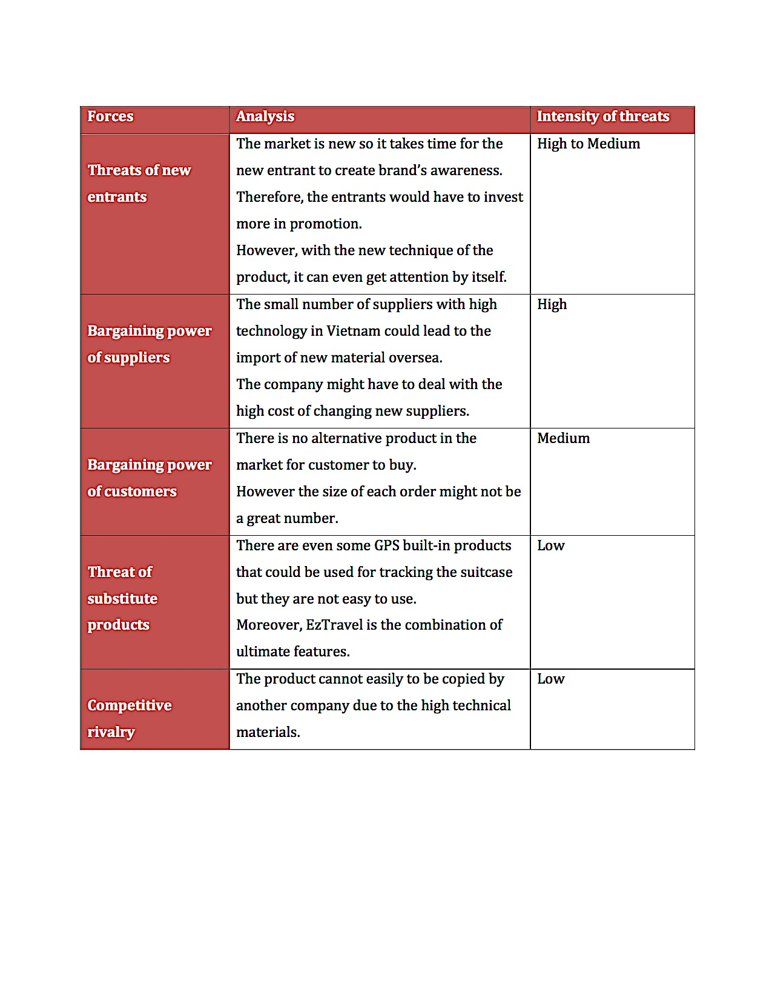 Forces Analysis Intensity of threats
Threats of new
entrants
The market is new so it takes time for the
new entrant to create brand’s awareness.
Therefore, the entrants would have to invest
more in promotion.
However, with the new technique of the
product, it can even get attention by itself.
High to Medium
Bargaining power
of suppliers
The small number of suppliers with high
technology in Vietnam could lead to the
import of new material oversea.
The company might have to deal with the
high cost of changing new suppliers.
High
Bargaining power
of customers
There is no alternative product in the
market for customer to buy.
However the size of each order might not be
a great number.
Medium
Threat of
substitute
products
There are even some GPS built-in products
that could be used for tracking the suitcase
but they are not easy to use.
Moreover, EzTravel is the combination of
ultimate features.
Low
Competitive
rivalry
The product cannot easily to be copied by
another company due to the high technical
materials.
Low